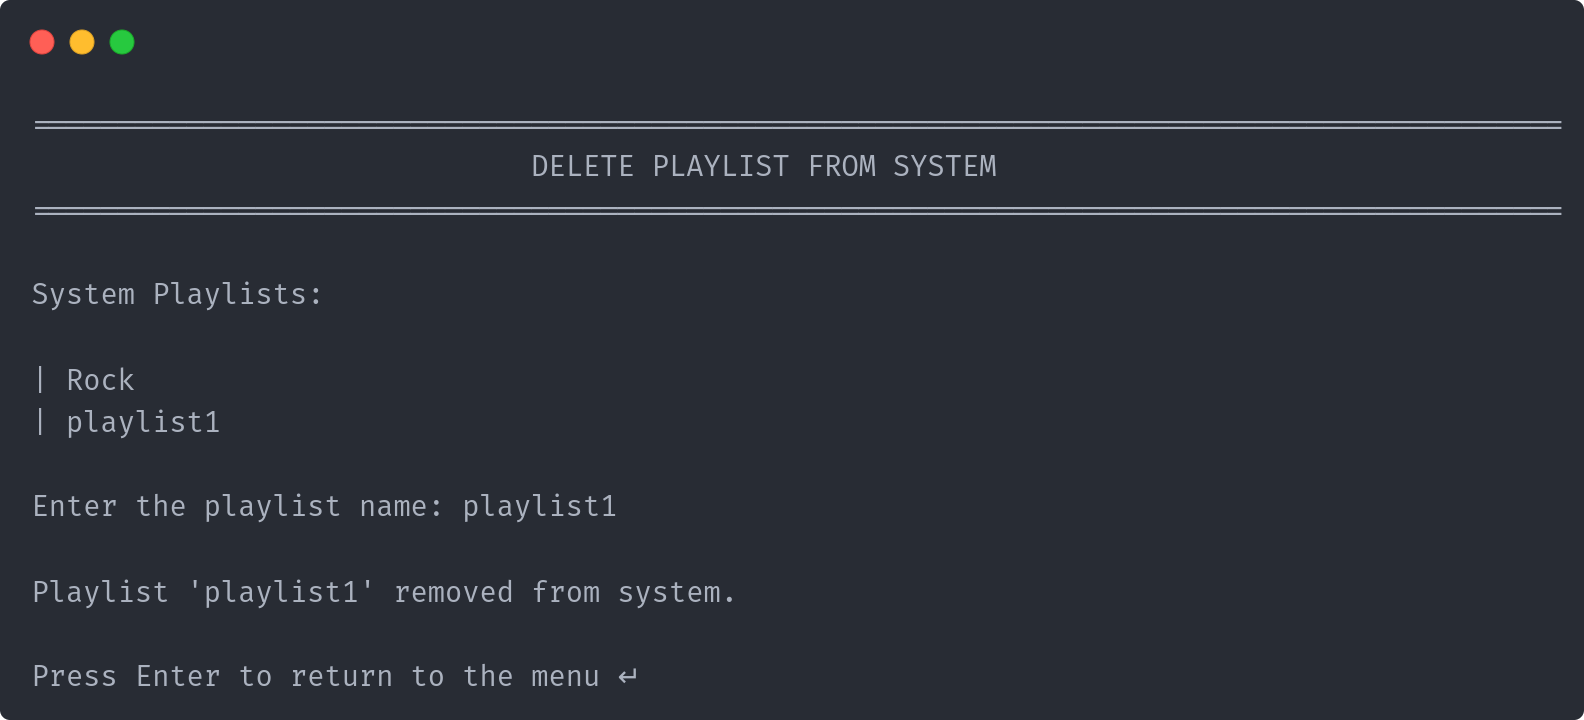 DELETE PLAYLIST FROM SYSTEM
System Playlists:
| Rock
| playlist1
Enter the playlist name: playlist1
Playlist 'playlist1' removed from system.
Press Enter to return to the menu ↵